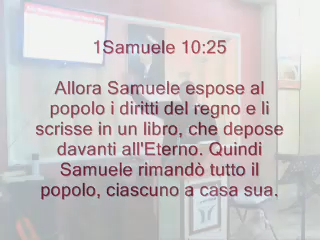 1Samuele 10:25
Allora Samuele espose al
popolo i diritti del regno e li
scrisse in un libro, che depose
davanti all'Eterno. Quindi
Samuele rimandò tutto il
popolo, ciascuno a casa sua.